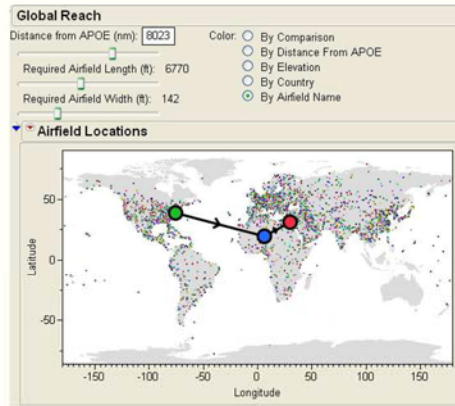 Global Reach
Distance from APOE (nm): 8023 Color: By Comparison
By Distance From APOE
Required Airfield Length (ft): 6770 By Elevation
By Country
Required Airfield Width (ft): 142 By Airfield Name
Airfield Locations
50
0
-50
Latitude
-150 -100 -50 0 50 100 150
Longitude